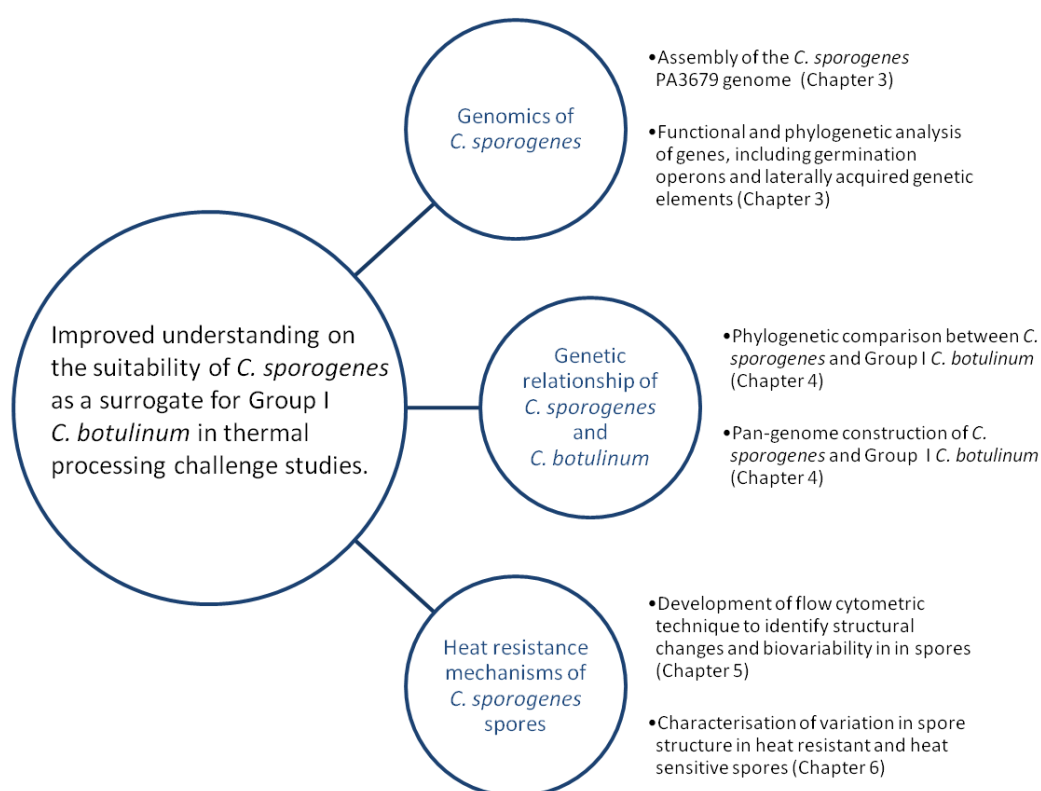 Improved understanding on
the suitability of C. sporogenes
as a surrogate for Group I
C. botulinum in thermal
processing challenge studies.
Genomics of
C. sporogenes
•Assembly of the C. sporogenes
PA3679 genome (Chapter 3)
•Functional and phylogenetic analysis
of genes, including germination
operons and laterally acquired genetic
elements (Chapter 3)
Genetic
relationship of
C. sporogenes
and
C. botulinum
•Phylogenetic comparison between C.
sporogenes and Group I C. botulinum
(Chapter 4)
•Pan-genome construction of C.
sporogenes and Group I C. botulinum
(Chapter 4)
Heat resistance
mechanisms of
C. sporogenes
spores
•Development of flow cytometric
technique to identify structural
changes and biovariability in in spores
(Chapter 5)
•Characterisation of variation in spore
structure in heat resistant and heat
sensitive spores (Chapter 6)